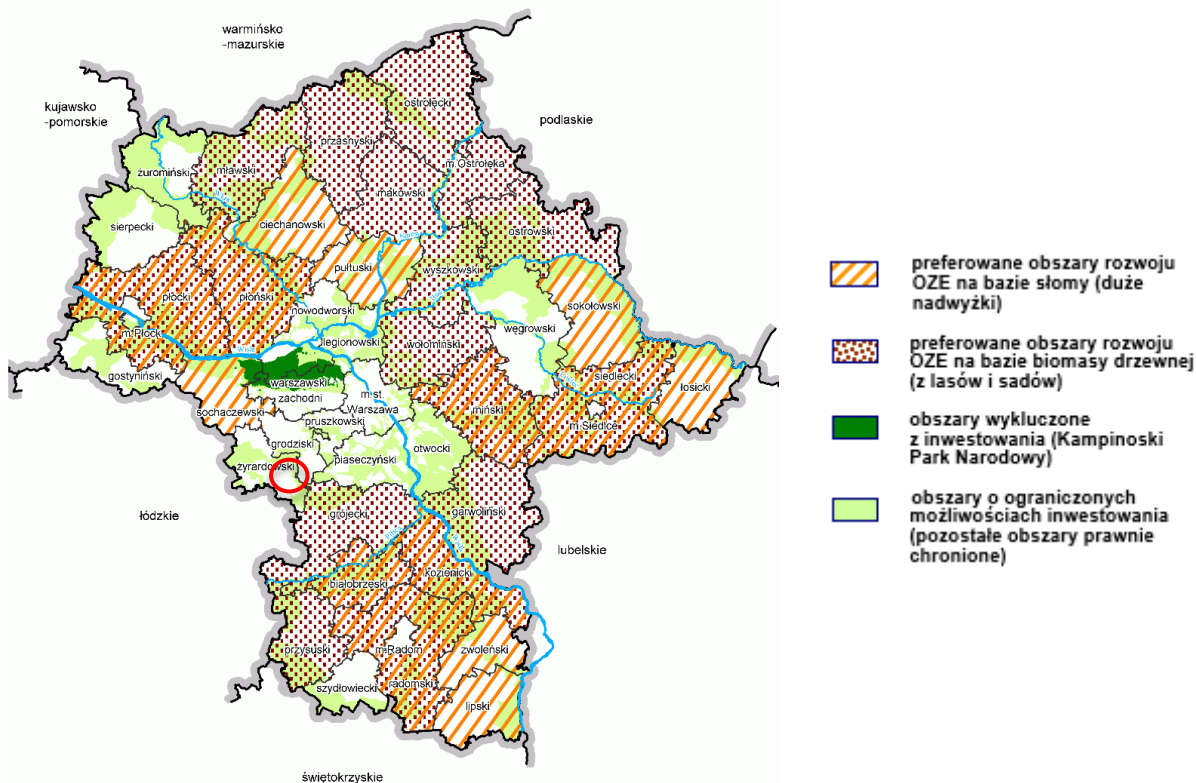 warmińsko
-mazurskie
kujawsko
-pomorskie
podlaskie
ostrołęcki
przasnyski
m.Ostrołęka
żuromiński
mławski
makowski
sierpecki
ciechanowski
ostrowski
pułtuski
wyszkowski
płocki
płoński
nowodworski
sokołowski
węgrowski
m.Płock
legionowski
wołomiński
Wisła
gostyniński
warszawski
zachodni
siedlecki
łosicki
sochaczewski
m.st.
Warszawa
miński
pruszkowski
m.Siedlce
grodziski
otwocki
piaseczyński
żyrardowski
łódzkie
grójecki
garwoliński
lubelskie
białobrzeski
kozienicki
przysuski
m.Radom
zwoleński
szydłowiecki
radomski
lipski
świętokrzyskie
preferowane obszary rozwoju
OZE na bazie słomy (duże
nadwyżki)
preferowane obszary rozwoju
OZE na bazie biomasy drzewnej
(z lasów i sadów)
obszary wykluczone
z inwestowania (Kampinoski
Park Narodowy)
obszary o ograniczonych
możliwościach inwestowania
(pozostałe obszary prawnie
chronione)